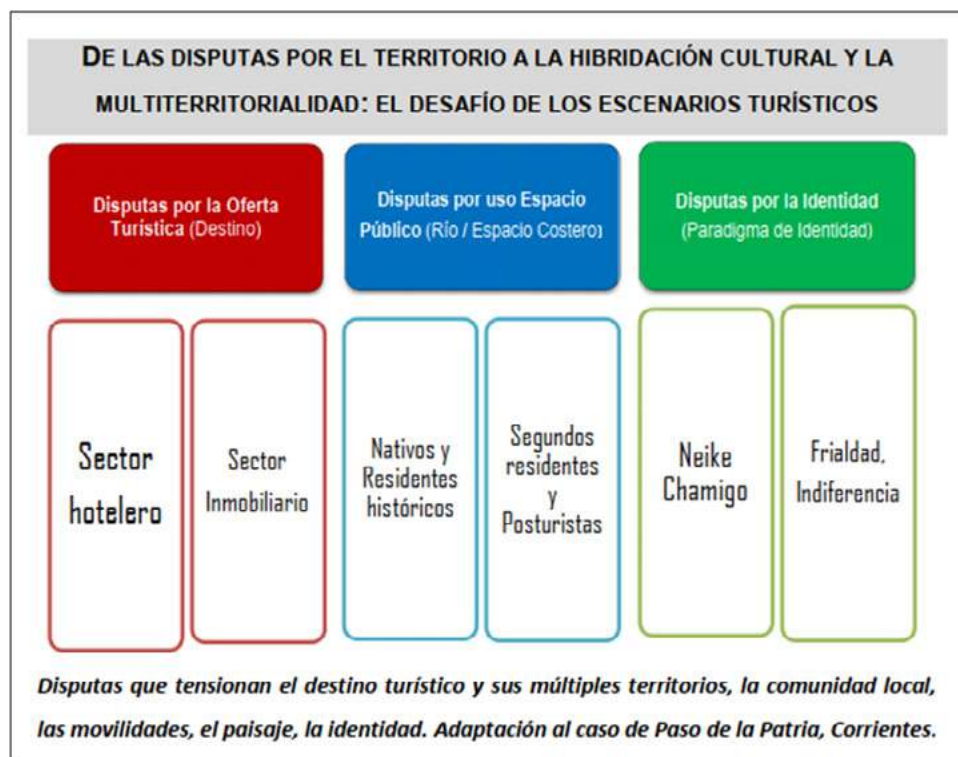 DE LAS DISPUTAS POR EL TERRITORIO A LA HIBRIDACIÓN CULTURAL Y LA
MULTITERRITORIALIDAD: EL DESAFÍO DE LOS ESCENARIOS TURÍSTICOS
Disputas por la Oferta
Turística (Destino)
Disputas por uso Espacio
Público (Río / Espacio Costero)
Disputas por la Identidad
(Paradigma de Identidad)
Sector
hotelero
Sector
Inmobiliario
Nativos y
Residentes
históricos
Segundos
residentes
y
Posturistas
Neike
Chamigo
Frialdad,
Indiferencia
Disputas que tensionan el destino turístico y sus múltiples territorios, la comunidad local,
las movilidades, el paisaje, la identidad. Adaptación al caso de Paso de la Patria, Corrientes.